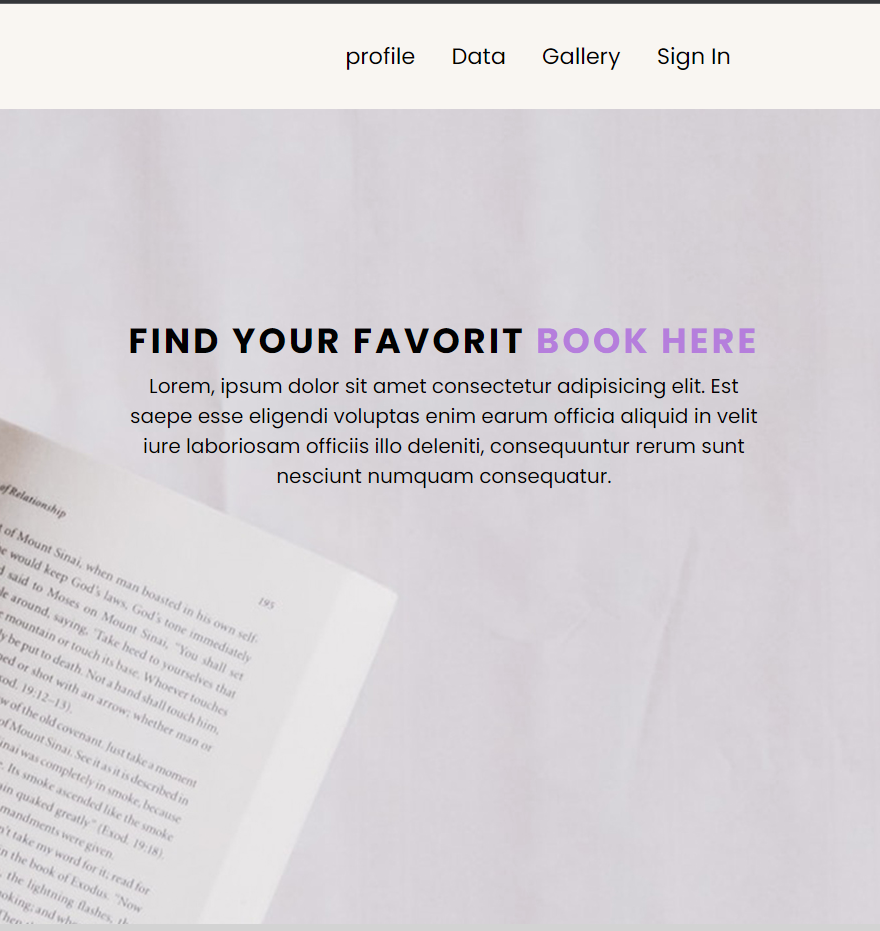 profile Data Gallery Sign In
FIND YOUR FAVORIT BOOK HERE
Lorem, ipsum dolor sit amet consectetur adipisicing elit. Est
saepe esse eligendi voluptas enim earum officia aliquid in velit
iure laboriosam officiis illo deleniti, consequuntur rerum sunt
nesciunt numquam consequatur.
of Relationship
195
of Mount Sinai, when man boasted in his own self-
would keep God's laws, God's tone immediately
said to Moses on Mount Sinai, "You shall set
around, saying, 'Take heed to yourselves that
mountain or touch its base. Whoever touches
be put to death. Not a hand shall touch him,
or shot with an arrow; whether man or
19:12–13).
of the old covenant. Just take a moment
of Mount Sinai. See it as it is described in
was completely in smoke, because
Its smoke ascended like the smoke
quaked greatly" (Exod. 19:18).
were given.
take my word for it; read for
in the book of Exodus: "Now
the lightning flashes,
and